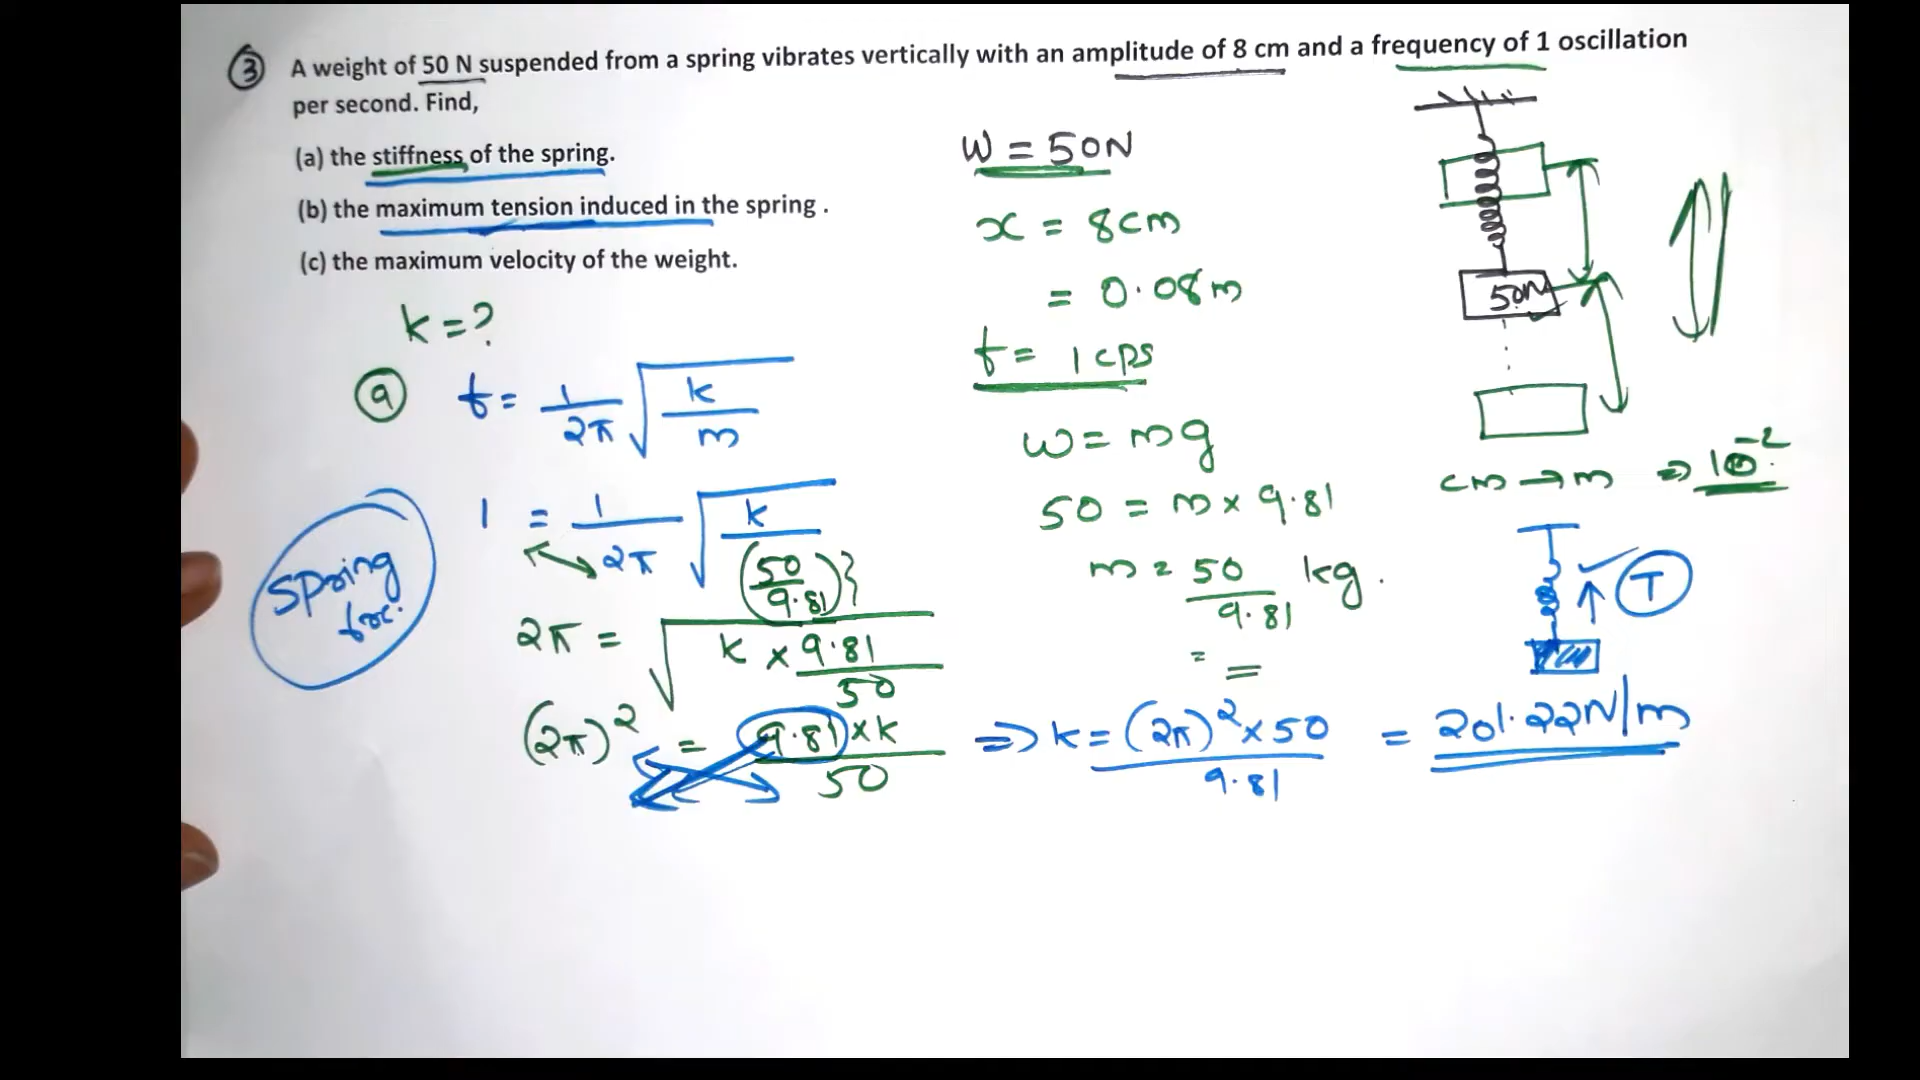 ③ A weight of 50 N suspended from a spring vibrates vertically with an amplitude of 8 cm and a frequency of 1 oscillation
per second. Find,
(a) the stiffness of the spring.
(b) the maximum tension induced in the spring .
(c) the maximum velocity of the weight.
k = ?
ⓐ f = 1/2π √k/m
1 = 1/2π √k/(50/9.81)}
2π = √k × 9.81/50
(2π)² = 9.81 × k/50 ⇒ k = (2π)² × 50/9.81 = 201.22 N/m
Spring
for.
W = 50N
x = 8cm
= 0.08m
f = 1 cps
w = mg
50 = m × 9.81
m = 50/9.81 kg.
= =
50N
cm → m ⇒ 10⁻².
T